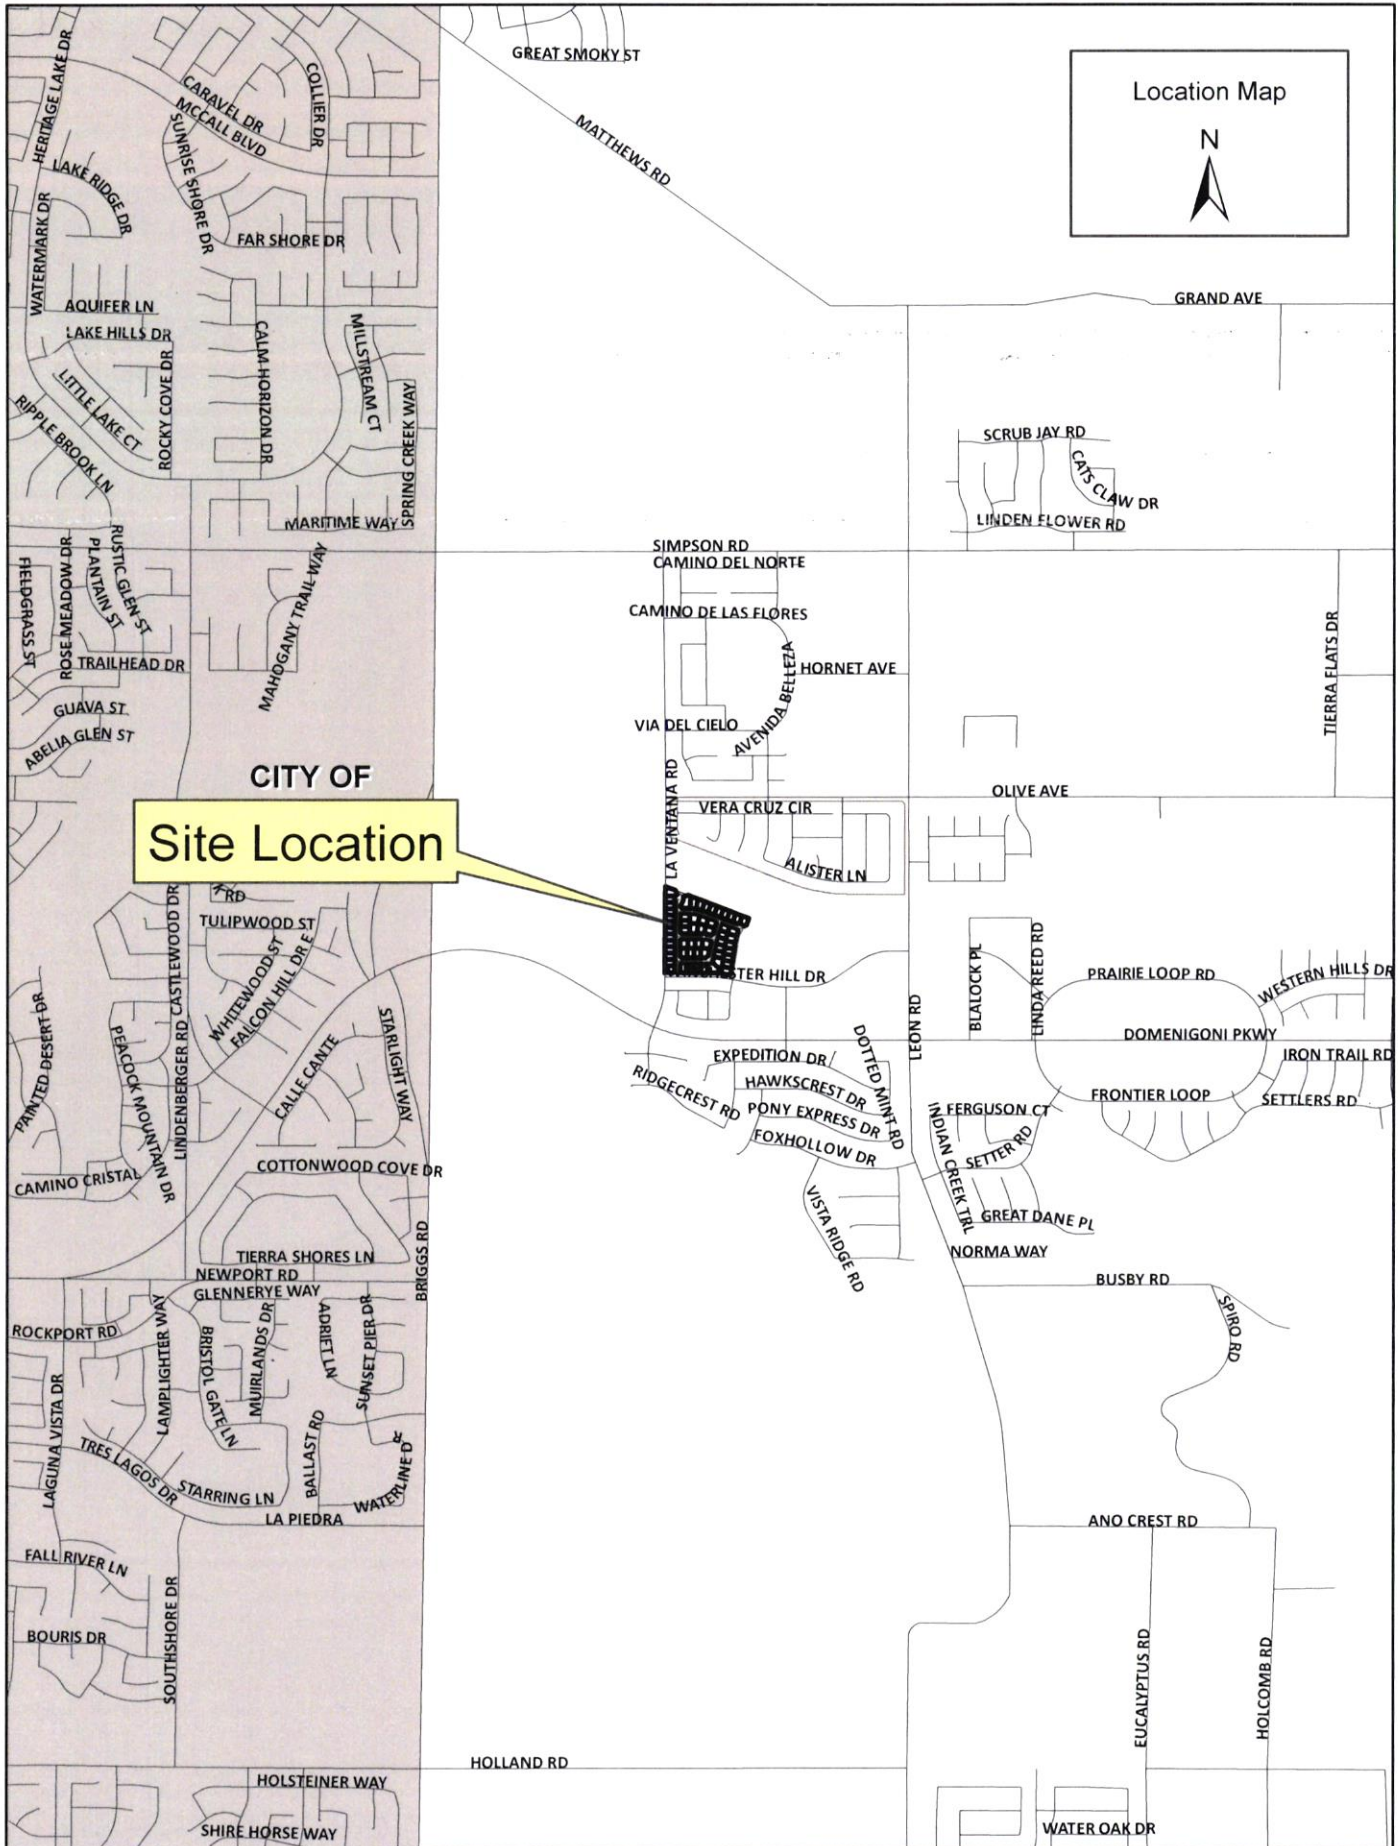 GREAT SMOKY ST
Location Map
N
HERITAGE LAKE DR
CARAVEL DR
MCCALL BLVD
COLLIER DR
SUNRISE SHORE DR
MATTHEWS RD
LAKE RIDGE DR
WATERMARK DR
FAR SHORE DR
GRAND AVE
AQUIFER LN
LAKE HILLS DR
CALM HORIZON DR
MILLSTREAM CT
LITTLE LAKE CT
ROCKY COVE DR
RIPPLE BROOK LN
SPRING CREEK WAY
SCRUB JAY RD
CATS CLAW DR
LINDEN FLOWER RD
MARITIME WAY
SIMPSON RD
CAMINO DEL NORTE
FIELDGRASS ST
ROSE MEADOW DR
PLANTAIN ST
RUSTIC GLEN ST
MAHOGANY TRAIL WAY
CAMINO DE LAS FLORES
TRAILHEAD DR
AVENIDA BELLEZA
HORNET AVE
TIERRA FLATS DR
GUAVA ST
ABELIA GLEN ST
VIA DEL CIELO
CITY OF
LA VENTANA RD
OLIVE AVE
VERA CRUZ CIR
Site Location
ALISTER LN
RD
CASTLEWOOD DR
TULIPWOOD ST
WHITEWOOD ST
FALCON HILL DR E
STER HILL DR
BLALOCK PL
LINDA REED RD
PRAIRIE LOOP RD
WESTERN HILLS DR
PAINTED DESERT DR
PEACOCK MOUNTAIN DR
LINDENBERGER RD
CALLE CANTE
STARLIGHT WAY
LEON RD
DOMENIGONI PKWY
EXPEDITION DR
DOTTED MINT RD
IRON TRAIL RD
RIDGECREST RD
HAWKSCREST DR
FRONTIER LOOP
SETTLERS RD
PONY EXPRESS DR
INDIAN CREEK TRL
FERGUSON CT
FOXHOLLOW DR
SETTER RD
CAMINO CRISTAL
COTTONWOOD COVE DR
VISTA RIDGE RD
GREAT DANE PL
TIERRA SHORES LN
NORMA WAY
NEWPORT RD
BRIGGS RD
GLENNERYE WAY
BUSBY RD
ROCKPORT RD
LAMPLIGHTER WAY
BRISTOL GATE LN
MUIRLANDS DR
ADRIFT LN
SUNSET PIER DR
SPIRO RD
LAGUNA VISTA DR
TRES LAGOS DR
STARRING LN
BALLAST RD
WATERLINE D
R
LA PIEDRA
ANO CREST RD
FALL RIVER LN
SOUTHSHORE DR
BOURIS DR
EUCALYPTUS RD
HOLCOMB RD
HOLLAND RD
HOLSTEINER WAY
SHIRE HORSE WAY
WATER OAK DR